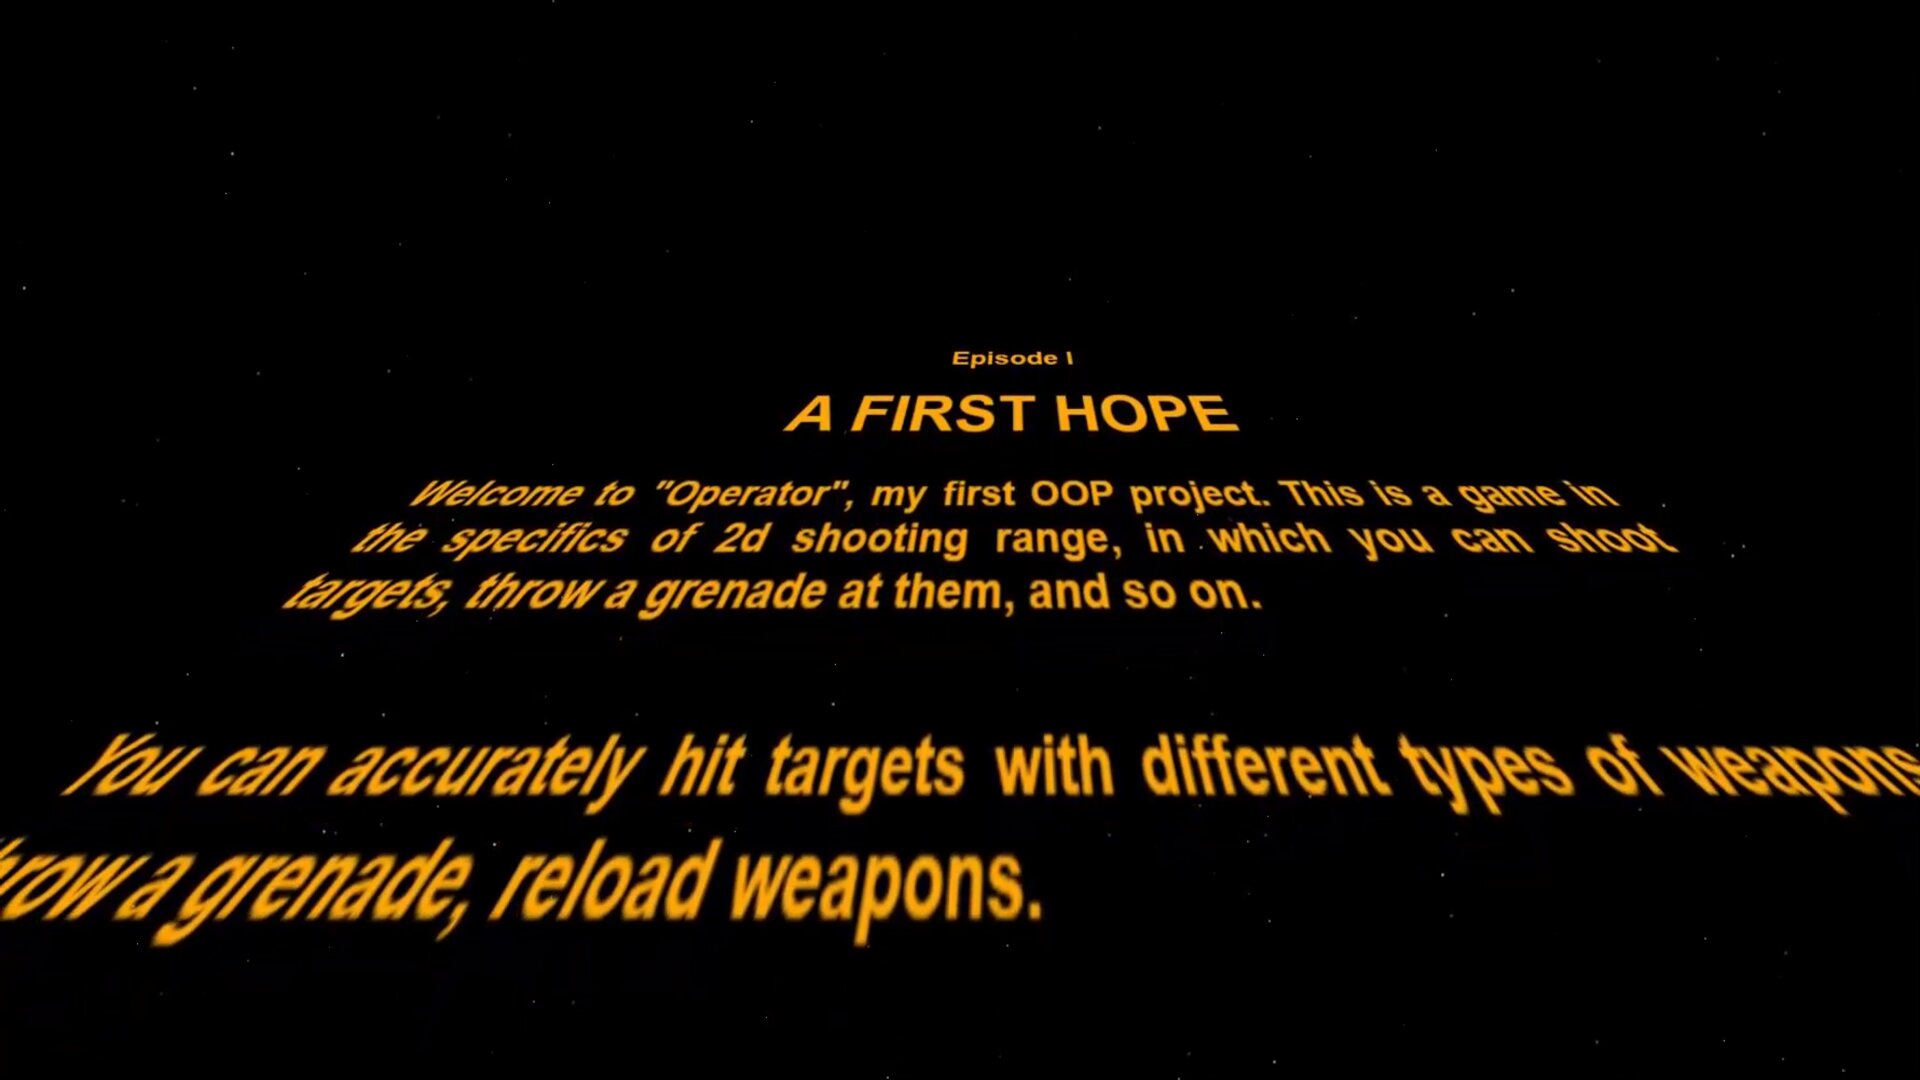 Episode I
A FIRST HOPE
Welcome to "Operator", my first OOP project. This is a game in
the specifics of 2d shooting range, in which you can shoot
targets, throw a grenade at them, and so on.
You can accurately hit targets with different types of weapons
a grenade, reload weapons.